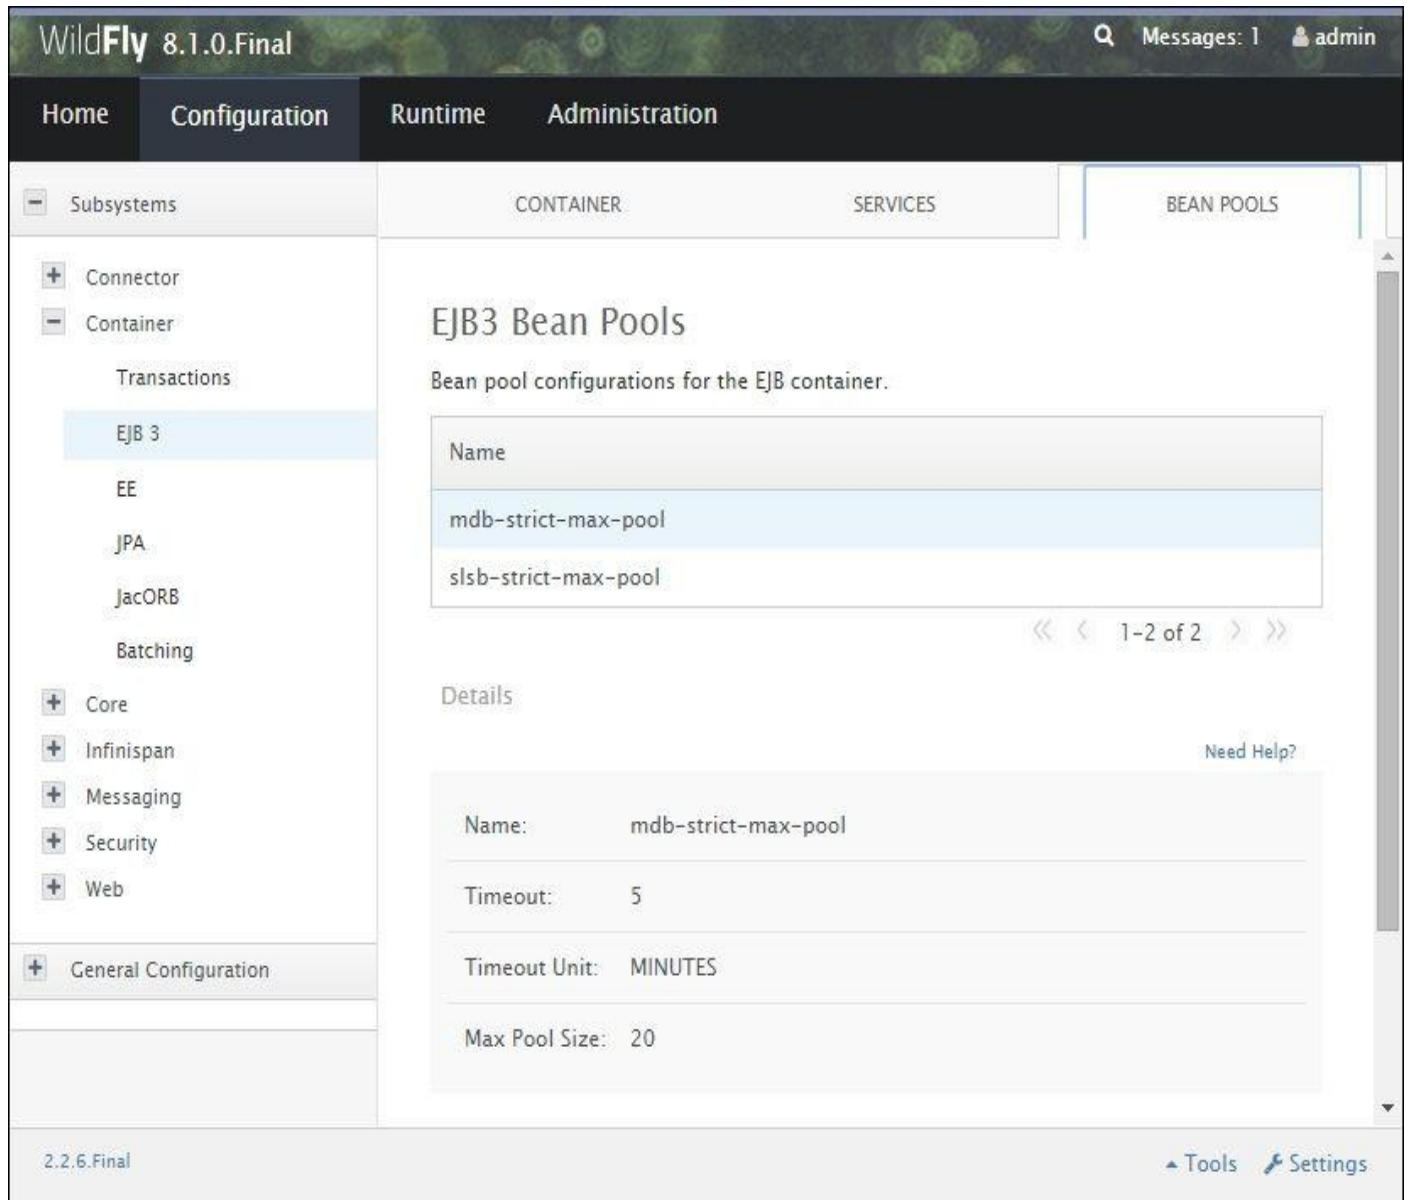 WildFly 8.1.0.Final
Messages: 1 admin
Home Configuration Runtime Administration
Subsystems
CONTAINER SERVICES BEAN POOLS
Connector
Container
Transactions
EJB 3
EE
JPA
JacORB
Batching
Core
Infinispan
Messaging
Security
Web
General Configuration
EJB3 Bean Pools
Bean pool configurations for the EJB container.
Name
mdb-strict-max-pool
slsb-strict-max-pool
1-2 of 2
Details
Need Help?
Name: mdb-strict-max-pool
Timeout: 5
Timeout Unit: MINUTES
Max Pool Size: 20
2.2.6.Final
Tools Settings